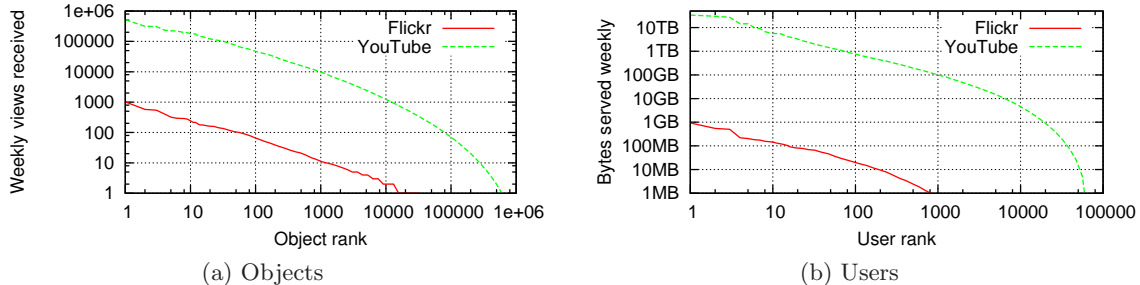 Weekly views received
1e+06
100000
10000
1000
100
10
1
Flickr
YouTube
1 10 100 1000 10000 100000 1e+06
Object rank
(a) Objects
Bytes served weekly
10TB
1TB
100GB
10GB
1GB
100MB
10MB
1MB
Flickr
YouTube
1 10 100 1000 10000 100000
User rank
(b) Users